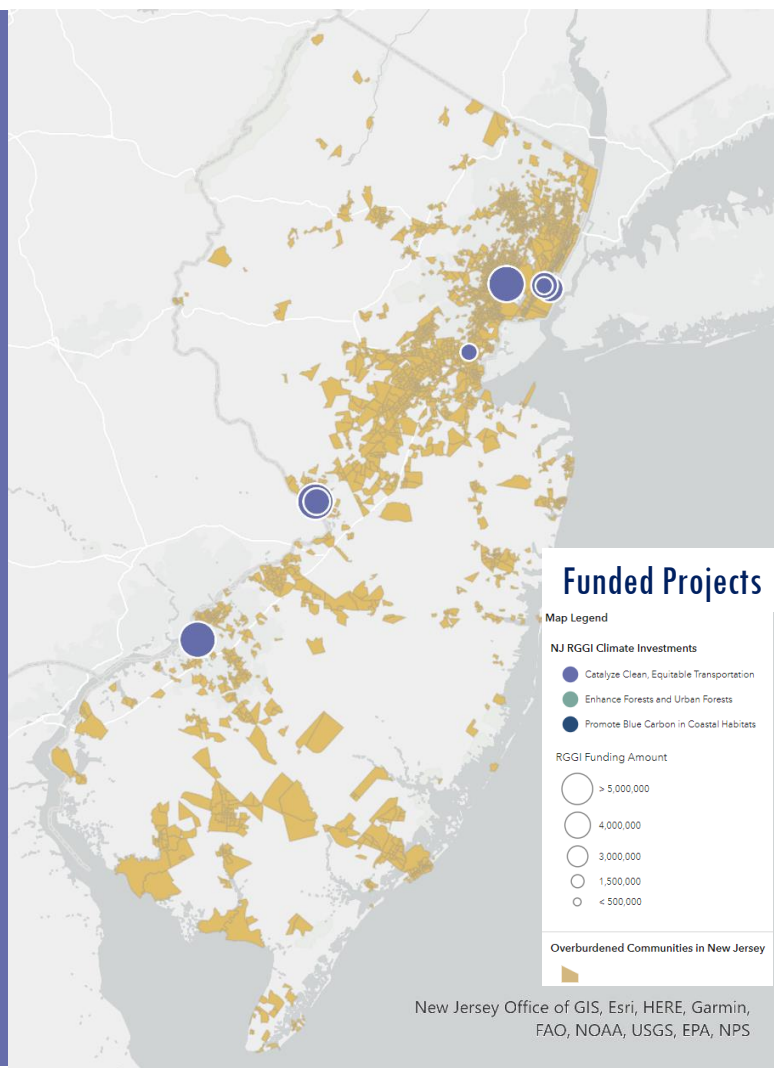 Funded Projects
Map Legend
NJ RGGI Climate Investments
Catalyze Clean, Equitable Transportation
Enhance Forests and Urban Forests
Promote Blue Carbon in Coastal Habitats
RGGI Funding Amount
> 5,000,000
4,000,000
3,000,000
1,500,000
< 500,000
Overburdened Communities in New Jersey
New Jersey Office of GIS, Esri, HERE, Garmin,
FAO, NOAA, USGS, EPA, NPS